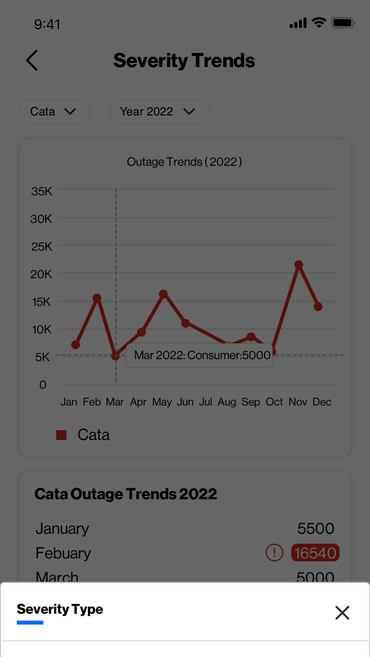 9:41
Severity Trends
Cata
Year 2022
Outage Trends (2022)
35K
30K
25K
20K
15K
10K
5K
0
Mar 2022: Consumer:5000
Jan Feb Mar Apr May Jun Jul Aug Sep Oct Nov Dec
Cata
Cata Outage Trends 2022
January 5500
Febuary 16540
March 5000
Severity Type